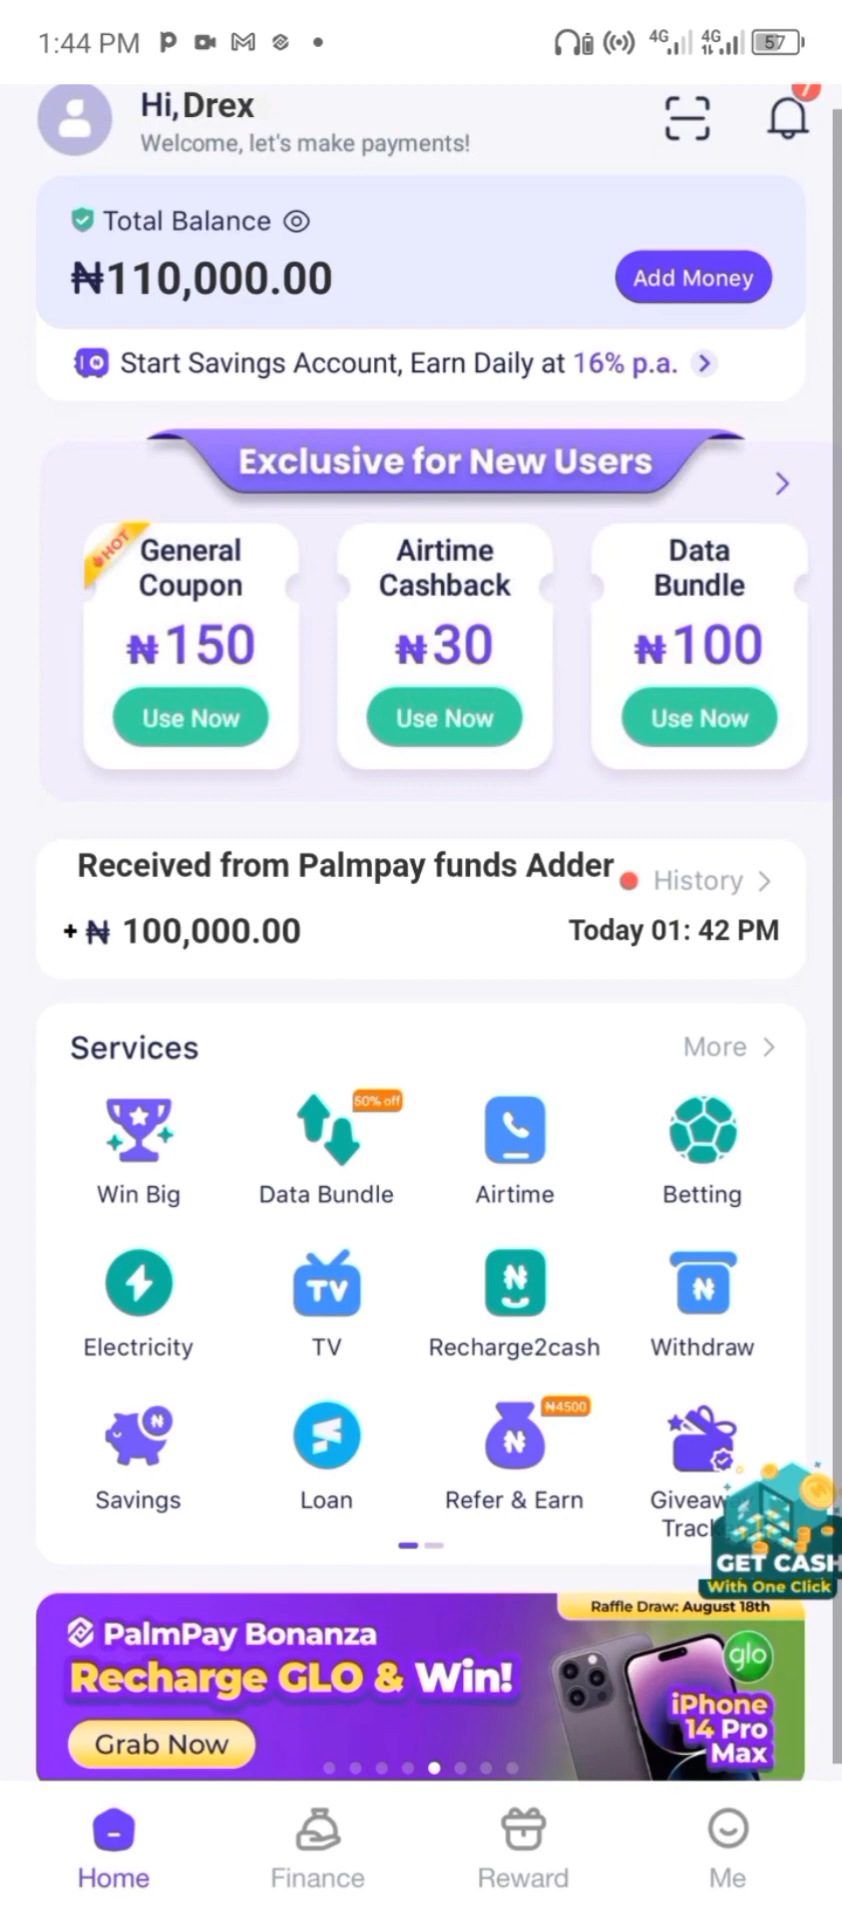 1:44 PM
4G 4G 57
Hi, Drex
7
Welcome, let's make payments!
Total Balance
₦110,000.00
Add Money
Start Savings Account, Earn Daily at 16% p.a.
Exclusive for New Users
HOT
General Coupon
Airtime Cashback
Data Bundle
₦150
₦30
₦100
Use Now
Use Now
Use Now
Received from Palmpay funds Adder
History
+ ₦ 100,000.00
Today 01: 42 PM
Services
More
50% off
Win Big
Data Bundle
Airtime
Betting
TV
Electricity
TV
Recharge2cash
Withdraw
₦4500
Savings
Loan
Refer & Earn
GET CASH
With One Click
Raffle Draw: August 18th
PalmPay Bonanza
glo
Recharge GLO & Win!
iPhone
14 Pro
Max
Grab Now
Home
Finance
Reward
Me